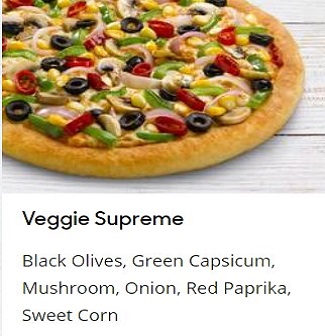 Veggie Supreme
Black Olives, Green Capsicum,
Mushroom, Onion, Red Paprika,
Sweet Corn